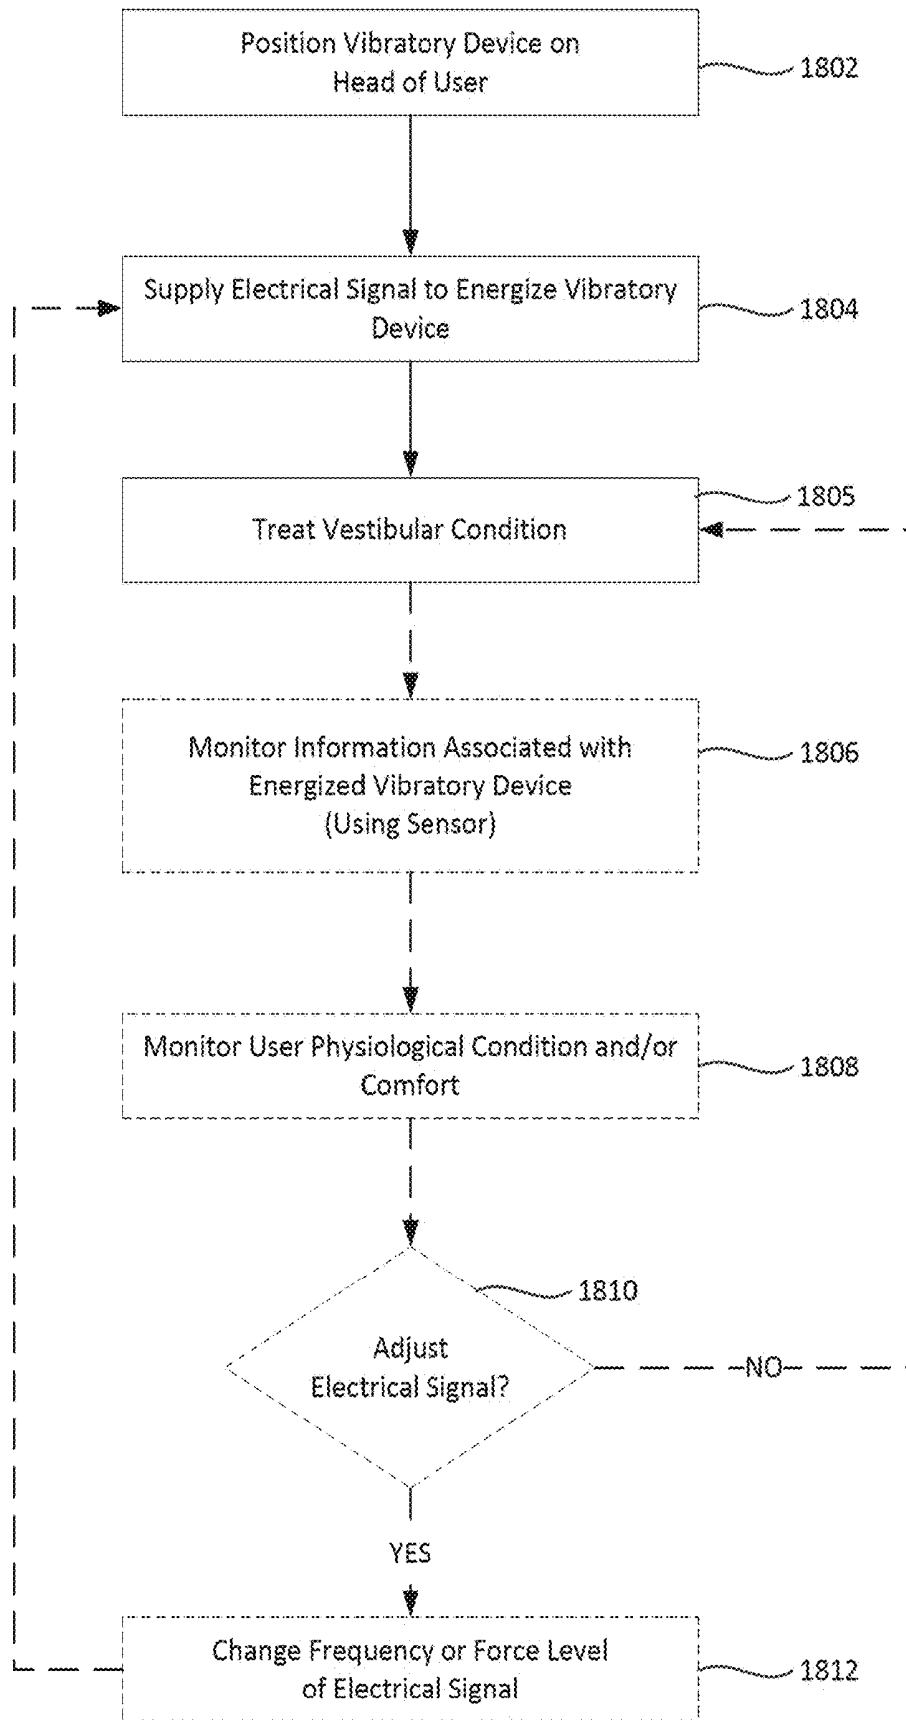 Position Vibratory Device on
Head of User
1802
Supply Electrical Signal to Energize Vibratory
Device
1804
1805
Treat Vestibular Condition
Monitor Information Associated with
Energized Vibratory Device
(Using Sensor)
1806
Monitor User Physiological Condition and/or
Comfort
1808
1810
Adjust
Electrical Signal?
NO
YES
Change Frequency or Force Level
of Electrical Signal
1812